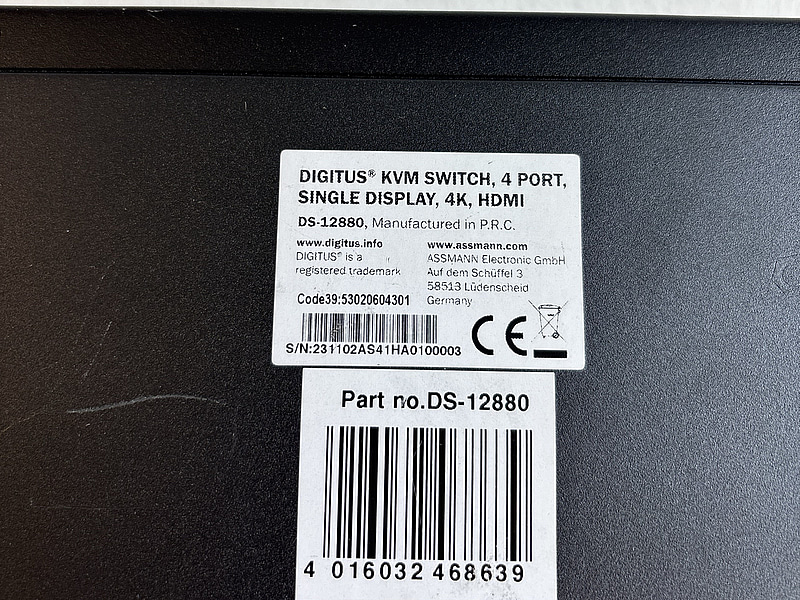 DIGITUS® KVM SWITCH, 4 PORT,
SINGLE DISPLAY, 4K, HDMI
DS-12880, Manufactured in P.R.C.
www.digitus.info
DIGITUS® is a
registered trademark
www.assmann.com
ASSMANN Electronic GmbH
Auf dem Schüffel 3
58513 Lüdenscheid
Germany
Code39:53020604301
S/N:231102AS41HA0100003
CE
Part no.DS-12880
4 016032 468639